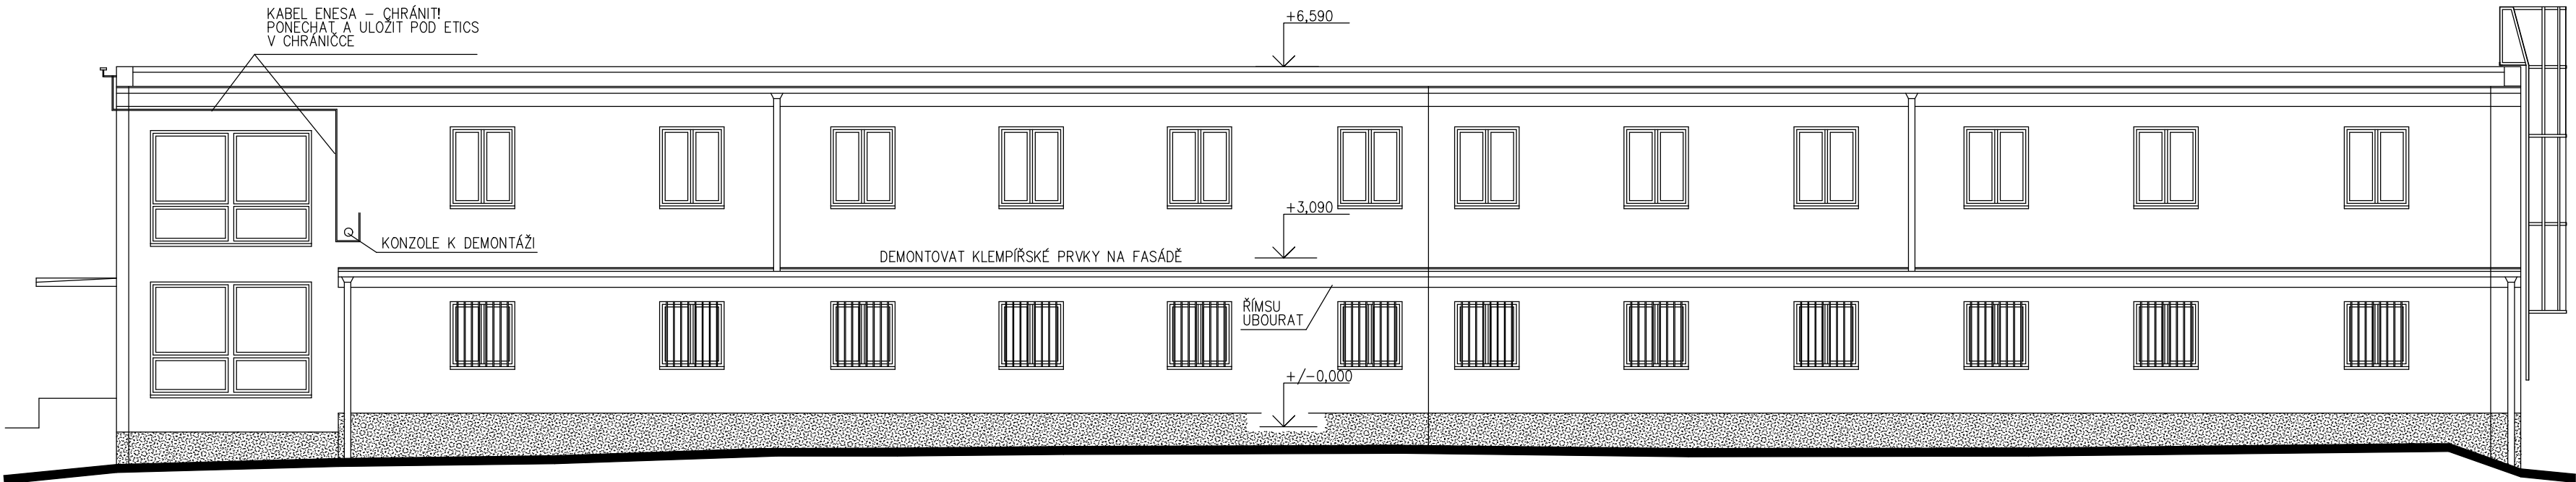 KABEL ENESA – CHRÁNIT!
PONECHAT A ULOŽIT POD ETICS
V CHRÁNIČCE
+6,590
+3,090
KONZOLE K DEMONTÁŽI
DEMONTOVAT KLEMPÍŘSKÉ PRVKY NA FASÁDĚ
ŘÍMSU
UBOURAT
+/-0,000